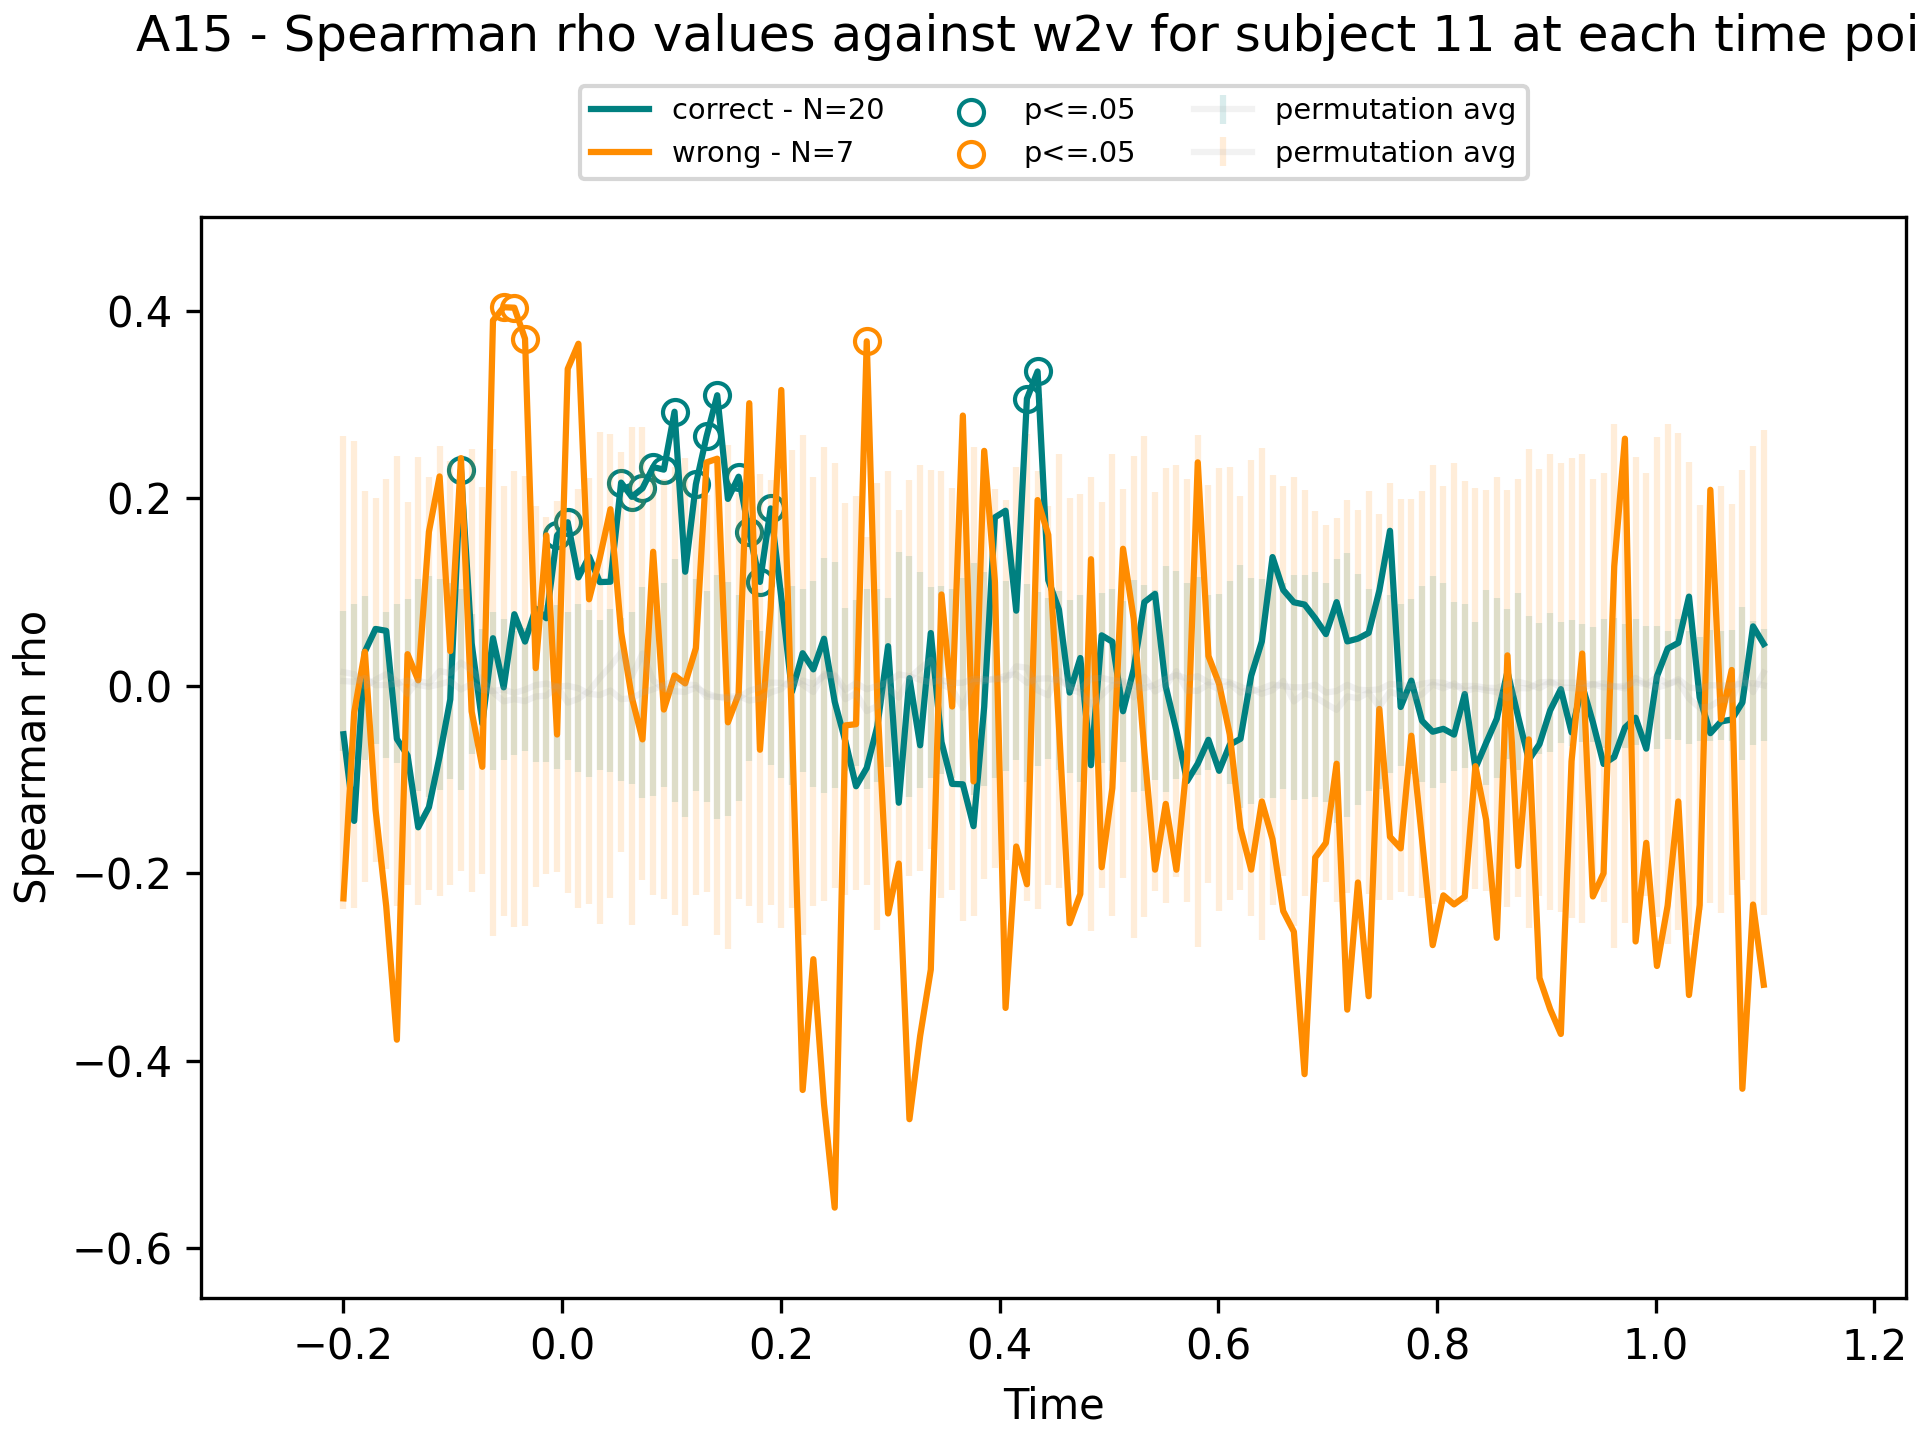 A15 - Spearman rho values against w2v for subject 11 at each time poi
correct - N=20
wrong - N=7
p<=.05
p<=.05
permutation avg
permutation avg
Spearman rho
0.4
0.2
0.0
−0.2
−0.4
−0.6
−0.2 0.0 0.2 0.4 0.6 0.8 1.0 1.2
Time